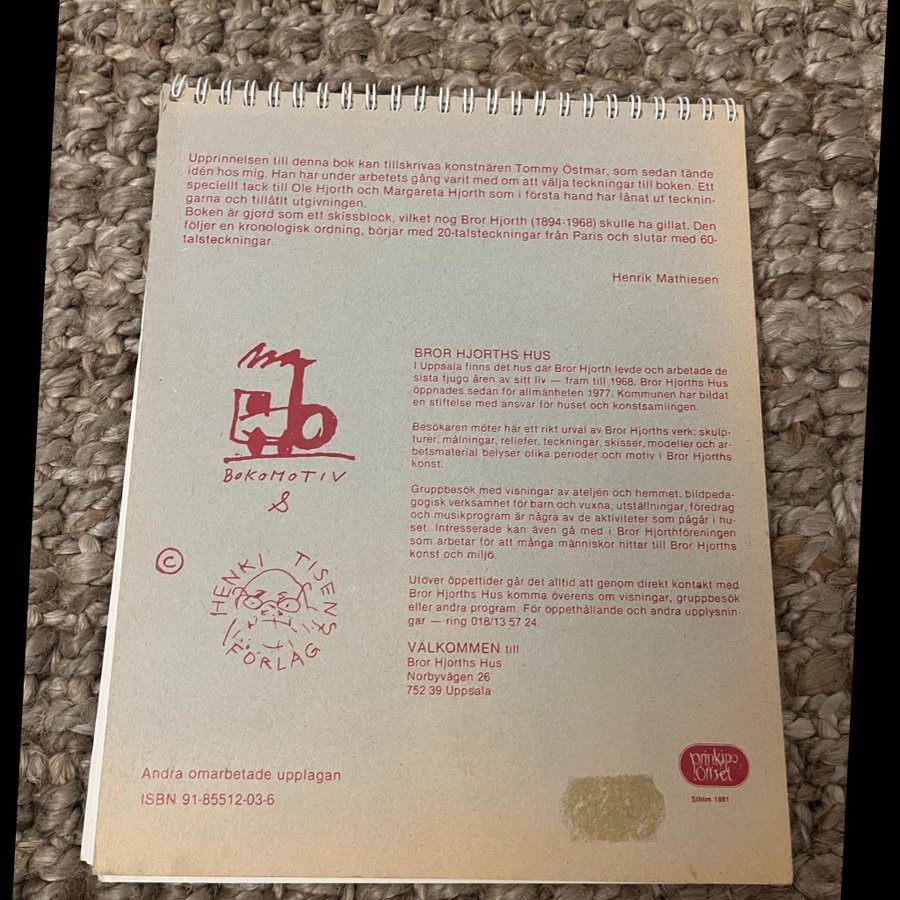 Upprinnelsen till denna bok kan tillskrivas konstnären Tommy Östmar, som sedan tände
idén hos mig. Han har under arbetets gång varit med om att välja teckningar till boken. Ett
speciellt tack till Ole Hjorth och Margareta Hjorth som i första hand har lånat ut tecknin-
garna och tillåtit utgivningen.
Boken är gjord som ett skissblock, vilket nog Bror Hjorth (1894-1968) skulle ha gillat. Den
följer en kronologisk ordning, börjar med 20-talsteckningar från Paris och slutar med 60-
talsteckningar.
Henrik Mathiesen
BOKOMOTIV
&
©
HENKI TISENS
FÖRLAG
BROR HJORTHS HUS
I Uppsala finns det hus där Bror Hjorth levde och arbetade de
sista tjugo åren av sitt liv — fram till 1968. Bror Hjorths Hus
öppnades sedan för allmänheten 1977. Kommunen har bildat
en stiftelse med ansvar för huset och konstsamlingen.
Besökaren möter här ett rikt urval av Bror Hjorths verk: skulp-
turer, målningar, reliefer, teckningar, skisser, modeller och ar-
betsmaterial belyser olika perioder och motiv i Bror Hjorths
konst.
Gruppbesök med visningar av ateljén och hemmet, bildpeda-
gogisk verksamhet för barn och vuxna, utställningar, föredrag
och musikprogram är några av de aktiviteter som pågår i hu-
set. Intresserade kan även gå med i Bror Hjorthföreningen
som arbetar för att många människor hittar till Bror Hjorths
konst och miljö.
Utöver öppettider går det alltid att genom direkt kontakt med
Bror Hjorths Hus komma överens om visningar, gruppbesök
eller andra program. För öppethållande och andra upplysnin-
gar — ring 018/13 57 24.
VÄLKOMMEN till
Bror Hjorths Hus
Norbyvägen 26
752 39 Uppsala
Andra omarbetade upplagan
ISBN 91-85512-03-6
prinkipo
offset
Sthlm 1981